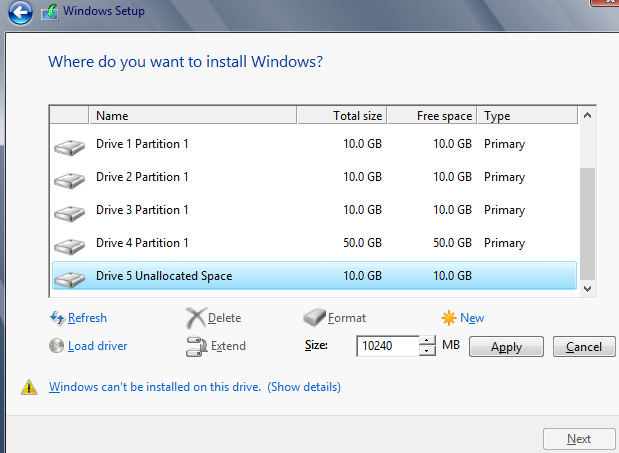 Windows Setup
Where do you want to install Windows?
Name Total size Free space Type
Drive 1 Partition 1 10.0 GB 10.0 GB Primary
Drive 2 Partition 1 10.0 GB 10.0 GB Primary
Drive 3 Partition 1 10.0 GB 10.0 GB Primary
Drive 4 Partition 1 50.0 GB 50.0 GB Primary
Drive 5 Unallocated Space 10.0 GB 10.0 GB
Refresh Delete Format New
Load driver Extend Size: 10240 MB Apply Cancel
Windows can't be installed on this drive. (Show details)
Next